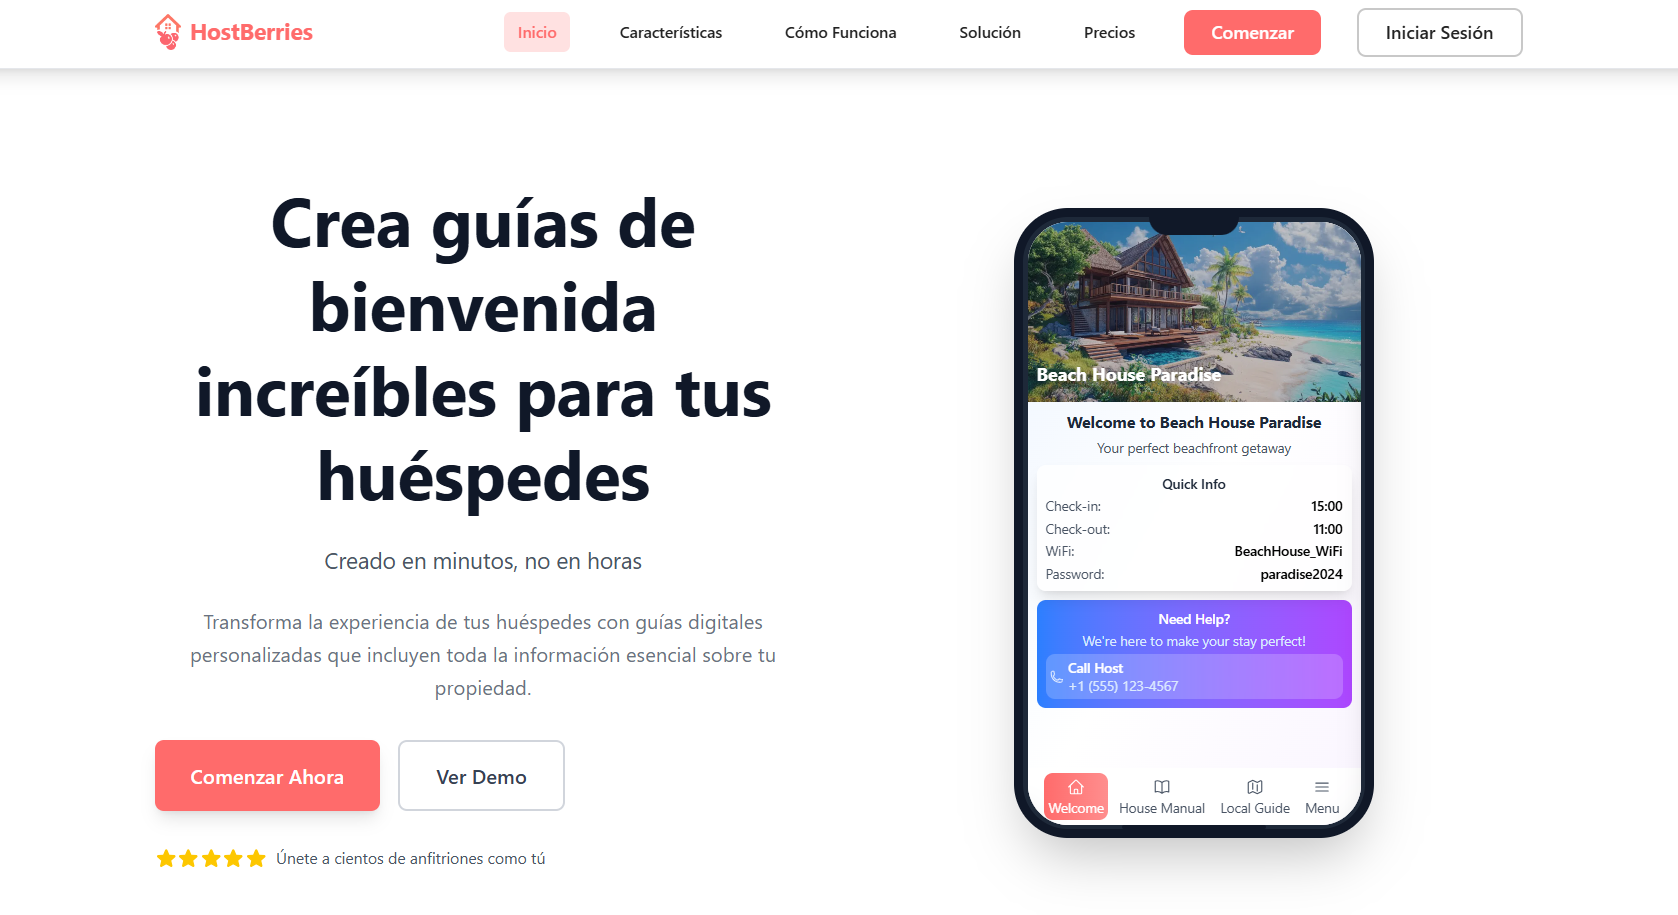 HostBerries
Inicio
Características
Cómo Funciona
Solución
Precios
Comenzar
Iniciar Sesión
Crea guías de
bienvenida
increíbles para tus
huéspedes
Creado en minutos, no en horas
Transforma la experiencia de tus huéspedes con guías digitales
personalizadas que incluyen toda la información esencial sobre tu
propiedad.
Comenzar Ahora
Ver Demo
Únete a cientos de anfitriones como tú
Beach House Paradise
Welcome to Beach House Paradise
Your perfect beachfront getaway
Quick Info
Check-in: 15:00
Check-out: 11:00
WiFi: BeachHouse_WiFi
Password: paradise2024
Need Help?
We're here to make your stay perfect!
Call Host
+1 (555) 123-4567
Welcome
House Manual
Local Guide
Menu